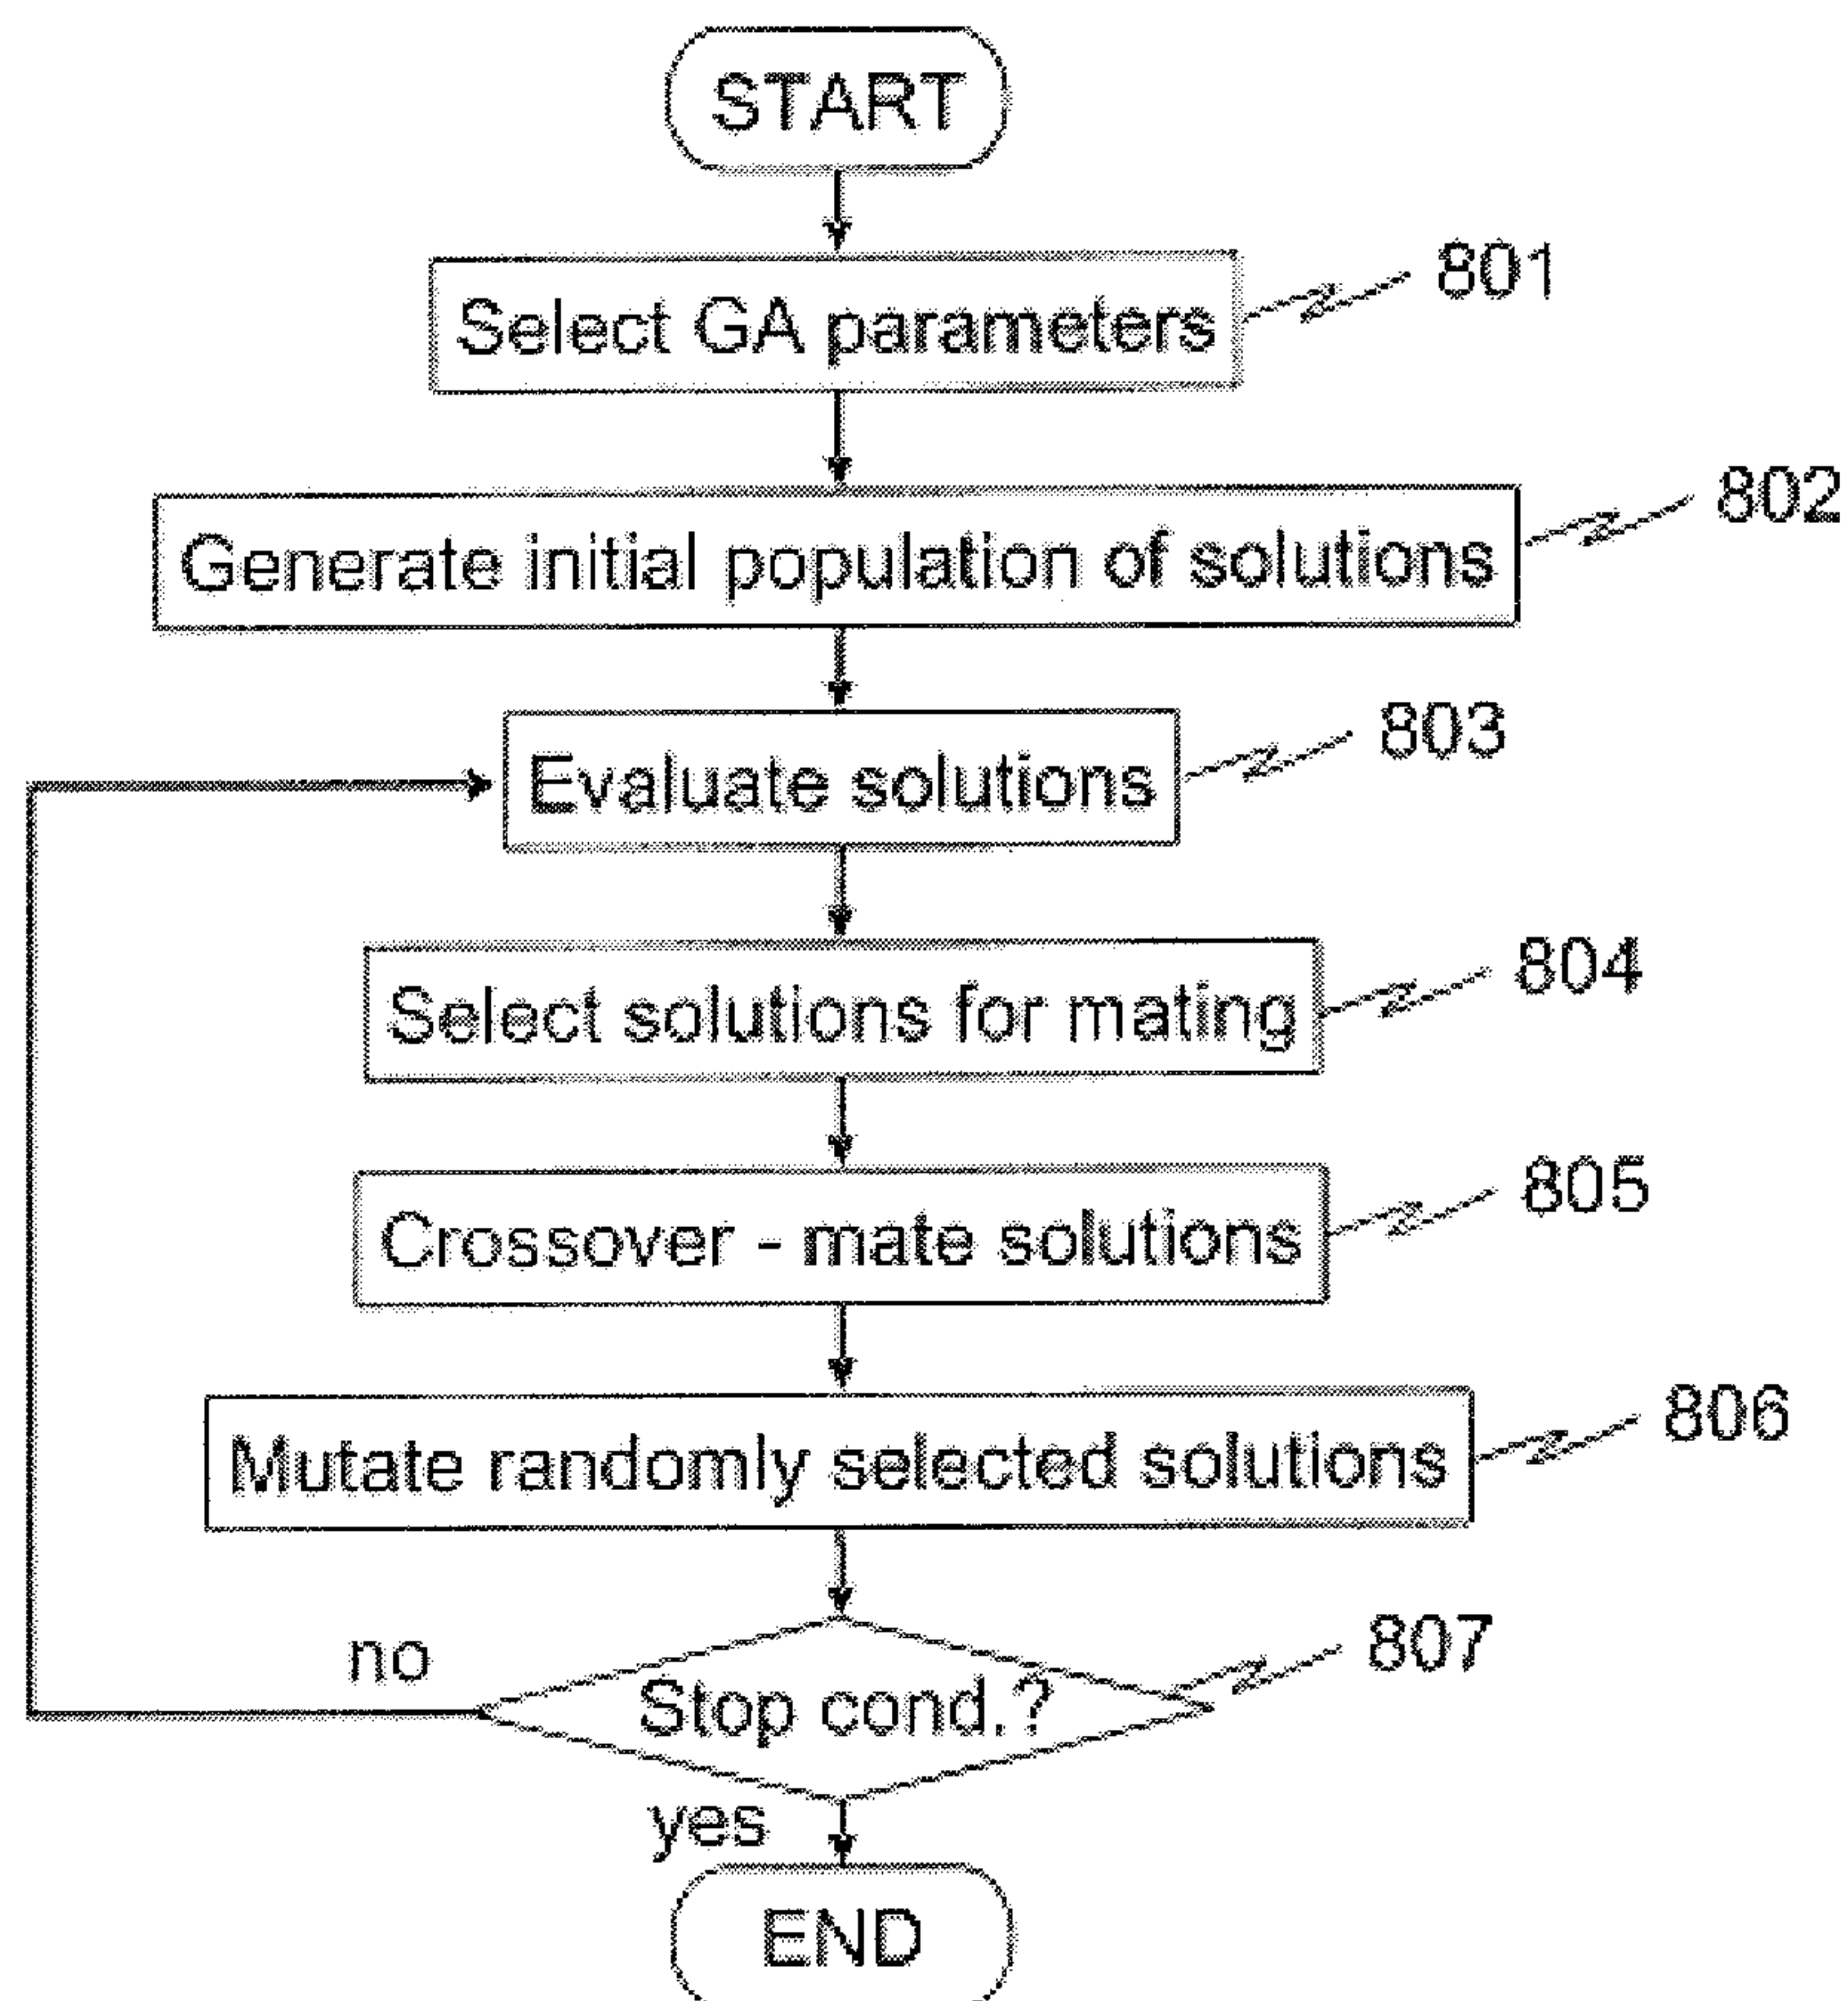 START
Select GA parameters
801
Generate initial population of solutions
802
Evaluate solutions
803
Select solutions for mating
804
Crossover - mate solutions
805
Mutate randomly selected solutions
806
Stop cond.?
807
no
yes
END